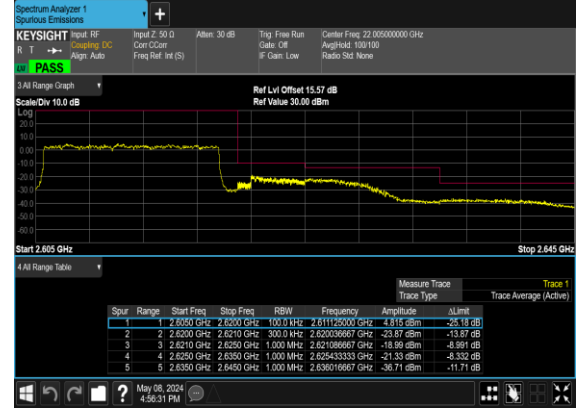 Spectrum Analyzer 1
Spurious Emissions
+
KEYSIGHT Input: RF Input Z: 50 Ω Atten: 30 dB Trig: Free Run Center Freq: 22.005000000 GHz
R T Coupling: DC Corr CCorr Gate: Off Avg|Hold: 100/100
Align: Auto Freq Ref: Int (S) IF Gain: Low Radio Std: None
PASS
3 All Range Graph
Ref Lvl Offset 15.57 dB
Scale/Div 10.0 dB Ref Value 30.00 dBm
Log
20.0
10.0
0.00
-10.0
-20.0
-30.0
-40.0
-50.0
-60.0
Start 2.605 GHz Stop 2.645 GHz
4 All Range Table
Measure Trace Trace 1
Trace Type Trace Average (Active)
Spur Range Start Freq Stop Freq RBW Frequency Amplitude ΔLimit
1 1 2.6050 GHz 2.6200 GHz 100.0 kHz 2.611125000 GHz 4.815 dBm -25.18 dB
2 2 2.6200 GHz 2.6210 GHz 300.0 kHz 2.620036667 GHz -23.87 dBm -13.87 dB
3 3 2.6210 GHz 2.6250 GHz 1.000 MHz 2.621086667 GHz -18.99 dBm -8.991 dB
4 4 2.6250 GHz 2.6350 GHz 1.000 MHz 2.625433333 GHz -21.33 dBm -8.332 dB
5 5 2.6350 GHz 2.6450 GHz 1.000 MHz 2.636016667 GHz -36.71 dBm -11.71 dB
? May 08, 2024
4:56:31 PM